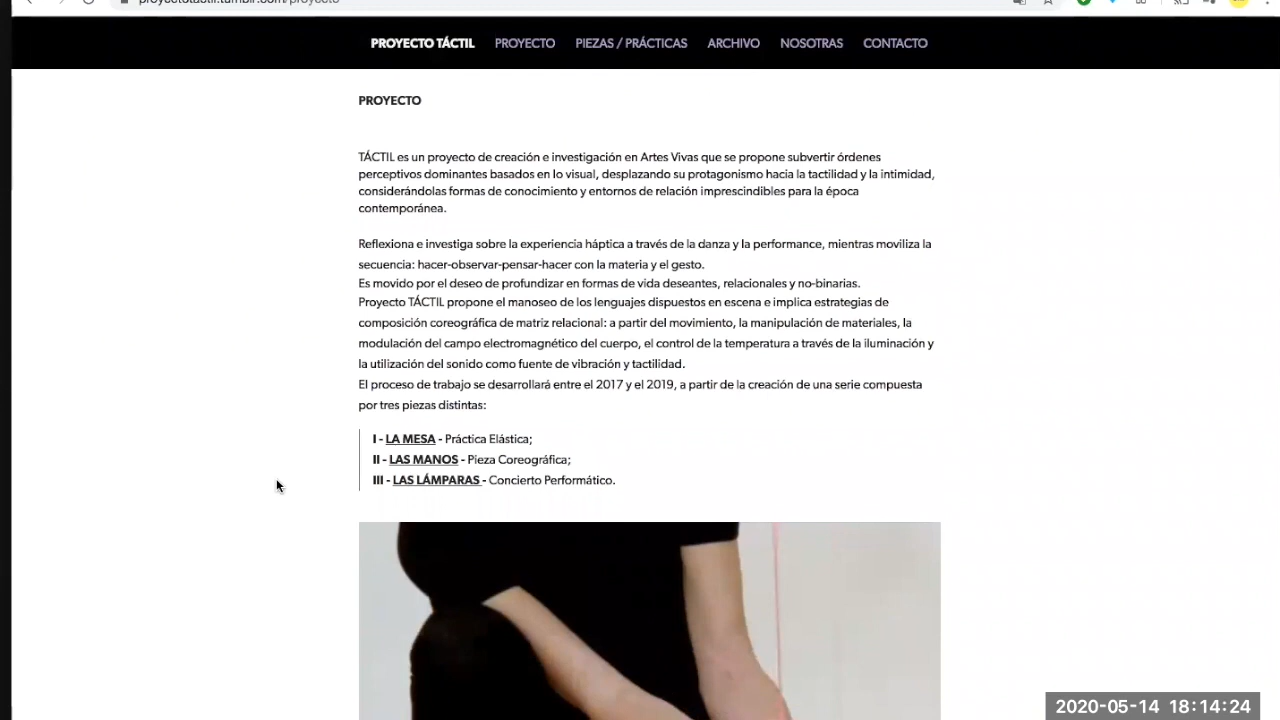 proyectotactil.tumblr.com/proyecto
PROYECTO TÁCTIL PROYECTO PIEZAS / PRÁCTICAS ARCHIVO NOSOTRAS CONTACTO
PROYECTO
TÁCTIL es un proyecto de creación e investigación en Artes Vivas que se propone subvertir órdenes
perceptivos dominantes basados en lo visual, desplazando su protagonismo hacia la tactilidad y la intimidad,
considerándolas formas de conocimiento y entornos de relación imprescindibles para la época
contemporánea.
Reflexiona e investiga sobre la experiencia háptica a través de la danza y la performance, mientras moviliza la
secuencia: hacer-observar-pensar-hacer con la materia y el gesto.
Es movido por el deseo de profundizar en formas de vida deseantes, relacionales y no-binarias.
Proyecto TÁCTIL propone el manoseo de los lenguajes dispuestos en escena e implica estrategias de
composición coreográfica de matriz relacional: a partir del movimiento, la manipulación de materiales, la
modulación del campo electromagnético del cuerpo, el control de la temperatura a través de la iluminación y
la utilización del sonido como fuente de vibración y tactilidad.
El proceso de trabajo se desarrollará entre el 2017 y el 2019, a partir de la creación de una serie compuesta
por tres piezas distintas:
I - LA MESA - Práctica Elástica;
II - LAS MANOS - Pieza Coreográfica;
III - LAS LÁMPARAS - Concierto Performático.
2020-05-14 18:14:24